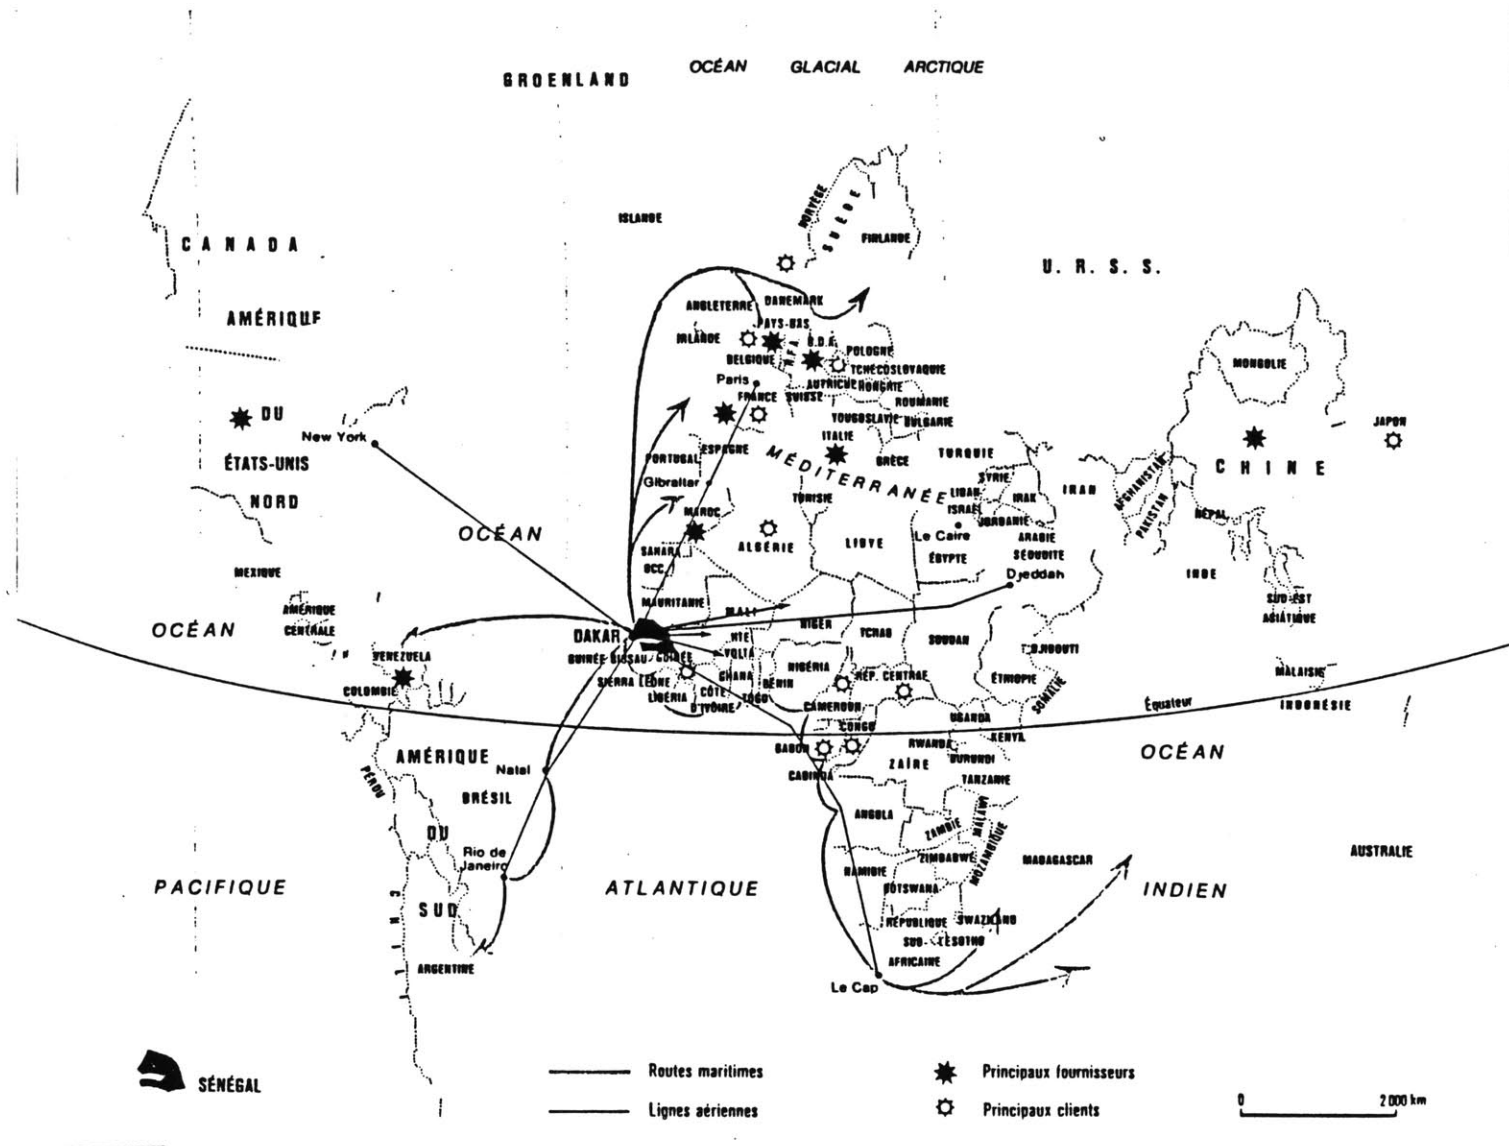 GROENLAND
OCÉAN GLACIAL ARCTIQUE
ISLANDE
NORVÈGE
SUÈDE
FINLANDE
CANADA
U. R. S. S.
AMÉRIQUE
DU
ÉTATS-UNIS
NORD
New York
ANGLETERRE
DANEMARK
PAYS-BAS
IRLANDE
BELGIQUE
R.F.A.
POLOGNE
TCHÉCOSLOVAQUIE
Paris
AUTRICHE
HONGRIE
FRANCE
SUISSE
ROUMANIE
YOUGOSLAVIE
BULGARIE
ITALIE
MONGOLIE
JAPON
CHINE
PORTUGAL
ESPAGNE
MÉDITERRANÉE
GRÈCE
TURQUIE
SYRIE
LIBAN
IRAK
IRAN
AFGHANISTAN
PAKISTAN
NÉPAL
Gibraltar
ISRAEL
JORDANIE
MAROC
TUNISIE
ALGÉRIE
LIBYE
Le Caire
ÉGYPTE
ARABIE
SÉOUDITE
Djeddah
INDE
SUD-EST
ASIATIQUE
OCÉAN
SAHARA
OCC.
MEXIQUE
AMÉRIQUE
CENTRALE
MAURITANIE
MALI
NIGER
TCHAD
SOUDAN
T. DJIBOUTI
OCÉAN
DAKAR
HTE
VOLTA
VENEZUELA
COLOMBIE
GUINÉE BISSAU
GUINÉE
SIERRA LEONE
LIBÉRIA
CÔTE
D'IVOIRE
GHANA
TOGO
BÉNIN
NIGÉRIA
RÉP. CENTRE
CAMEROUN
ÉTHIOPIE
SOMALIE
MALAISIE
INDONÉSIE
Équateur
CONGO
GABON
CABINDA
OUGANDA
KENYA
RWANDA
BURUNDI
ZAÏRE
TANZANIE
OCÉAN
AMÉRIQUE
PÉROU
Natal
BRÉSIL
DU
Rio de
Janeiro
ANGOLA
ZAMBIE
MALAWI
MOZAMBIQUE
ZIMBABWE
NAMIBIE
BOTSWANA
MADAGASCAR
AUSTRALIE
PACIFIQUE
ATLANTIQUE
INDIEN
CHILI
SUD
RÉPUBLIQUE
SWAZILAND
SUD-
LESOTHO
AFRICAINE
ARGENTINE
Le Cap
SÉNÉGAL
Routes maritimes
Lignes aériennes
Principaux fournisseurs
Principaux clients
0 2 000 km